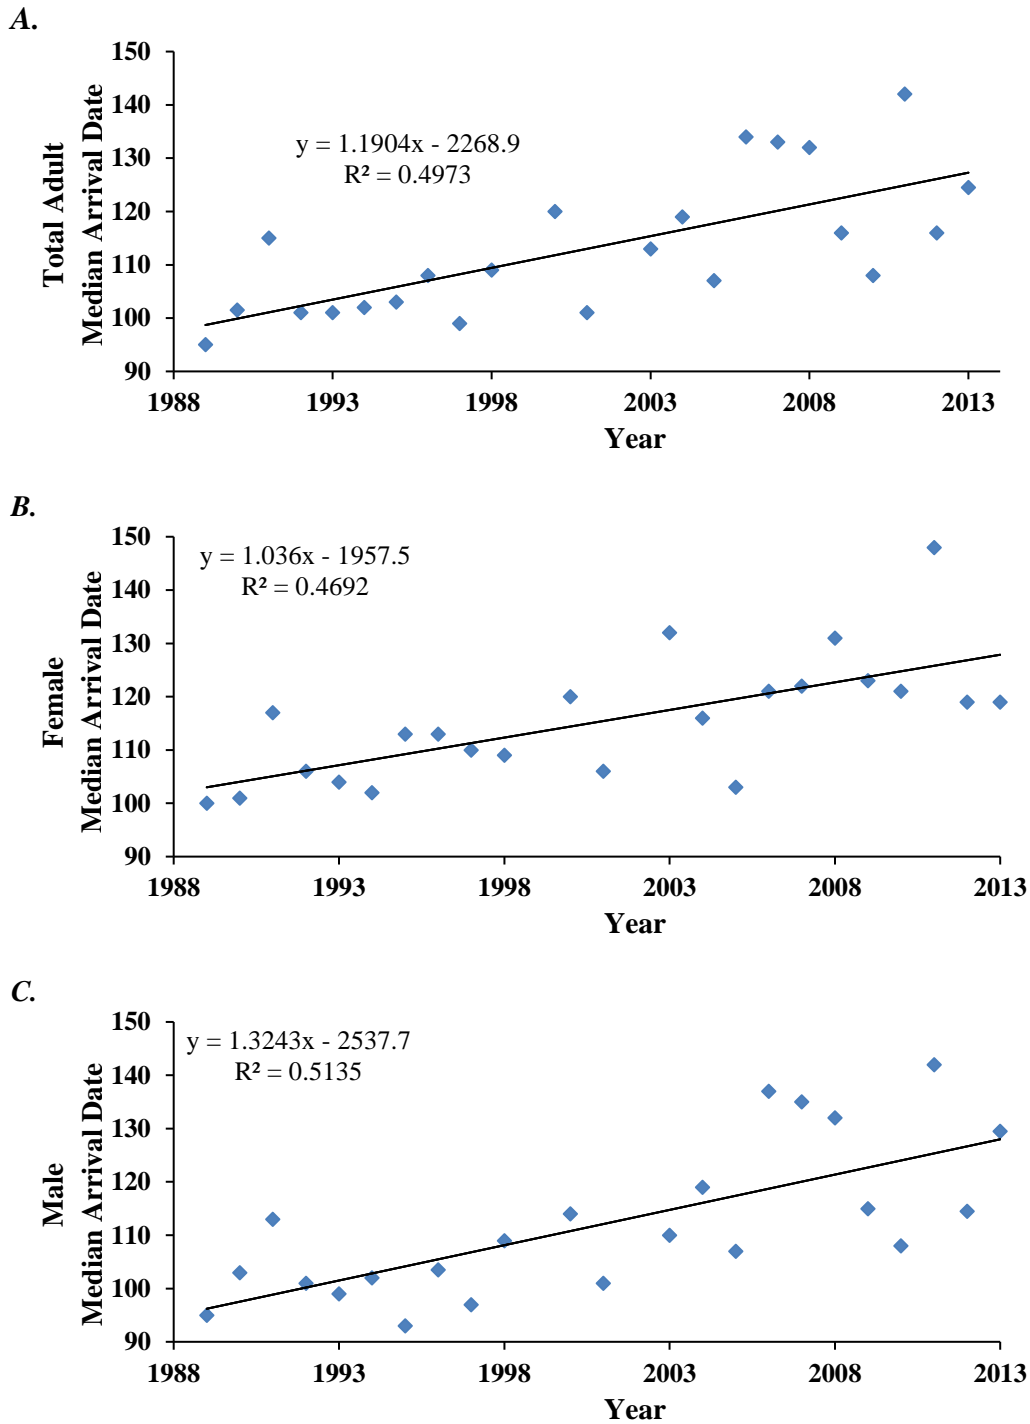 A.
150
140
130
120
110
100
90
y = 1.1904x - 2268.9
R² = 0.4973
Total Adult
Median Arrival Date
1988 1993 1998 2003 2008 2013
Year
B.
150
140
130
120
110
100
90
y = 1.036x - 1957.5
R² = 0.4692
Female
Median Arrival Date
1988 1993 1998 2003 2008 2013
Year
C.
150
140
130
120
110
100
90
y = 1.3243x - 2537.7
R² = 0.5135
Male
Median Arrival Date
1988 1993 1998 2003 2008 2013
Year